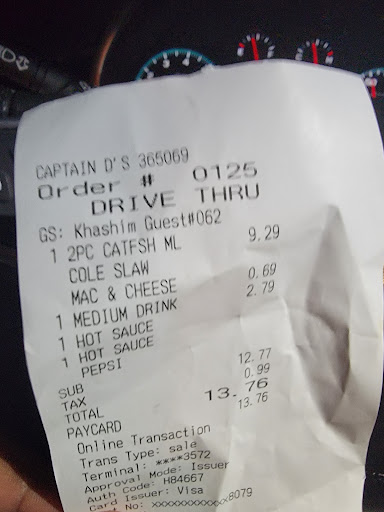 CAPTAIN D'S 365069
Order # 0125
DRIVE THRU
GS: Khashim Guest#062
1 2PC CATFSH ML 9.29
COLE SLAW
MAC & CHEESE 0.69
1 MEDIUM DRINK 2.79
1 HOT SAUCE
1 HOT SAUCE
PEPSI
SUB 12.77
TAX 0.99
TOTAL 13.76
PAYCARD 13.76
Online Transaction
Trans Type: sale
Terminal: ****3572
Approval Mode: Issuer
Auth Code: H84667
Card Issuer: Visa
No: xxxxxxxxxxxx8079